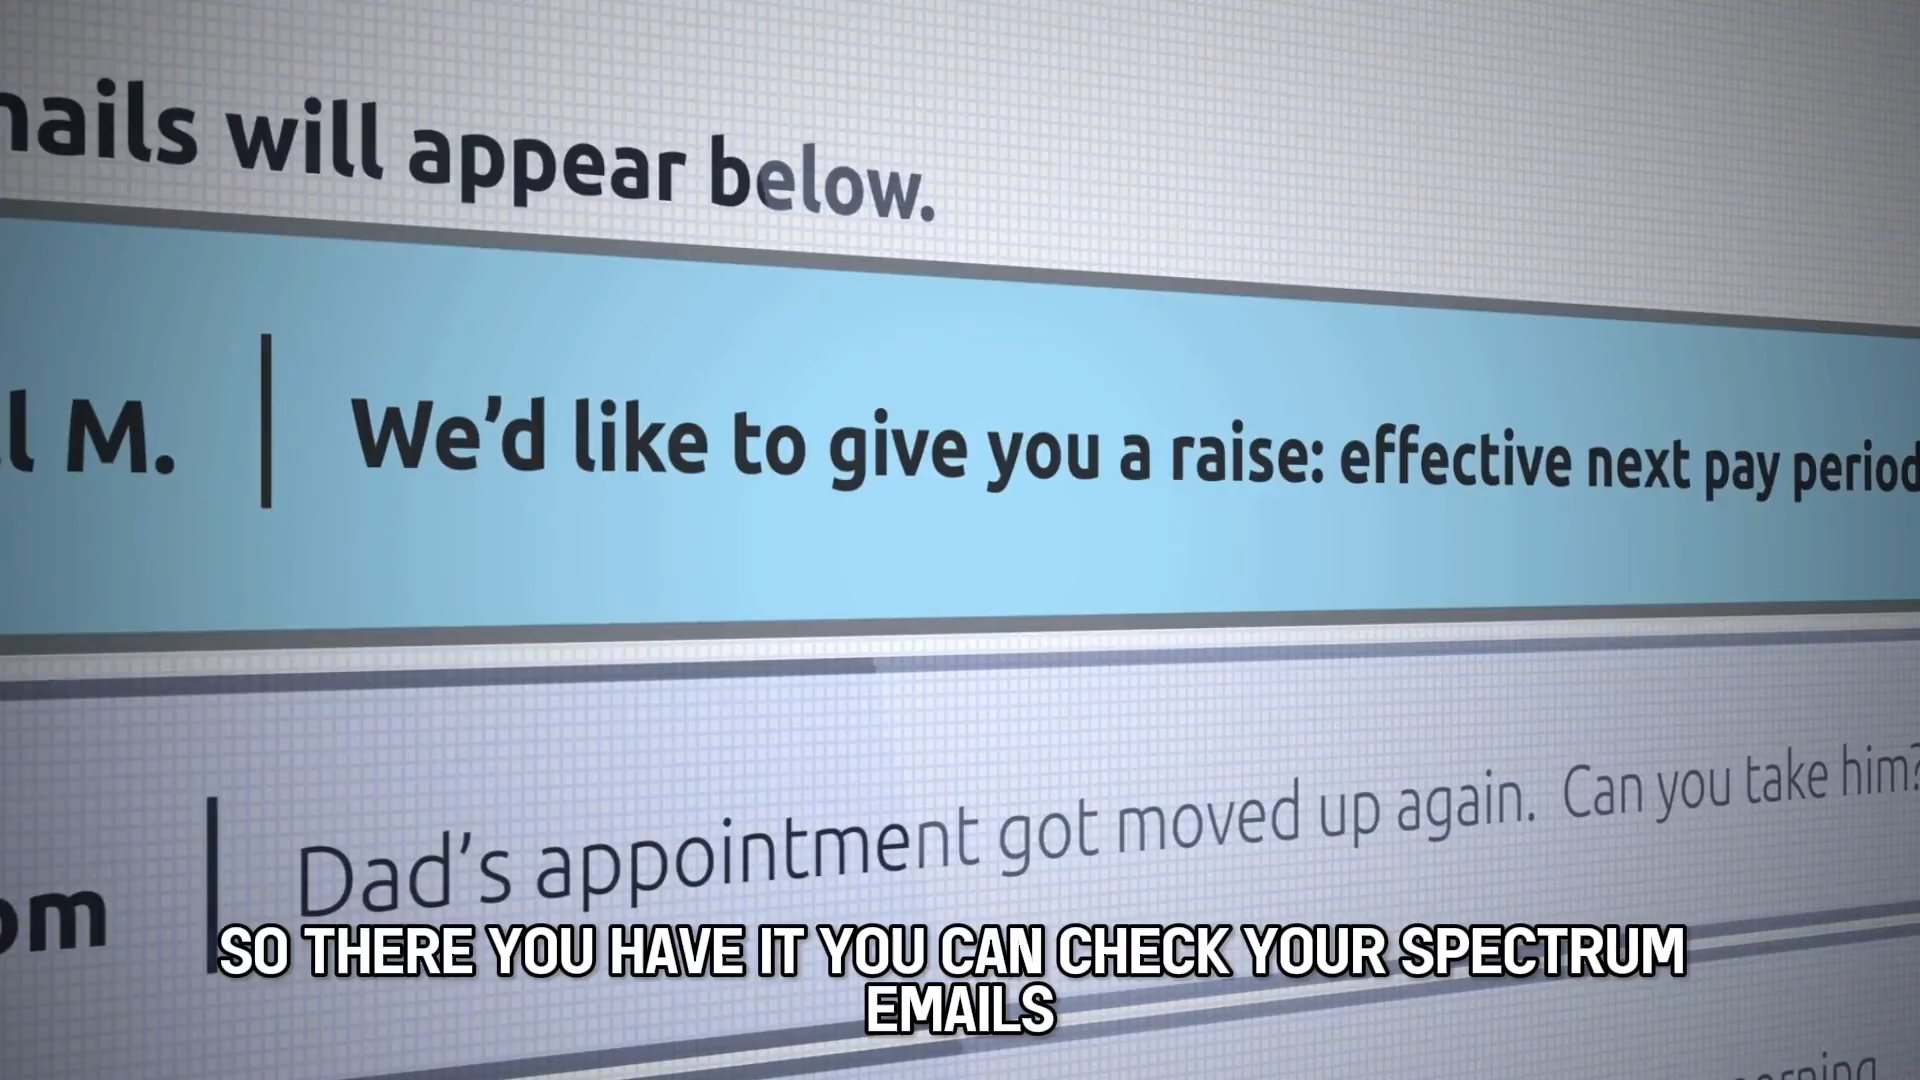 nails will appear below.
l M. | We'd like to give you a raise: effective next pay period
om | Dad's appointment got moved up again. Can you take him?
SO THERE YOU HAVE IT YOU CAN CHECK YOUR SPECTRUM
EMAILS